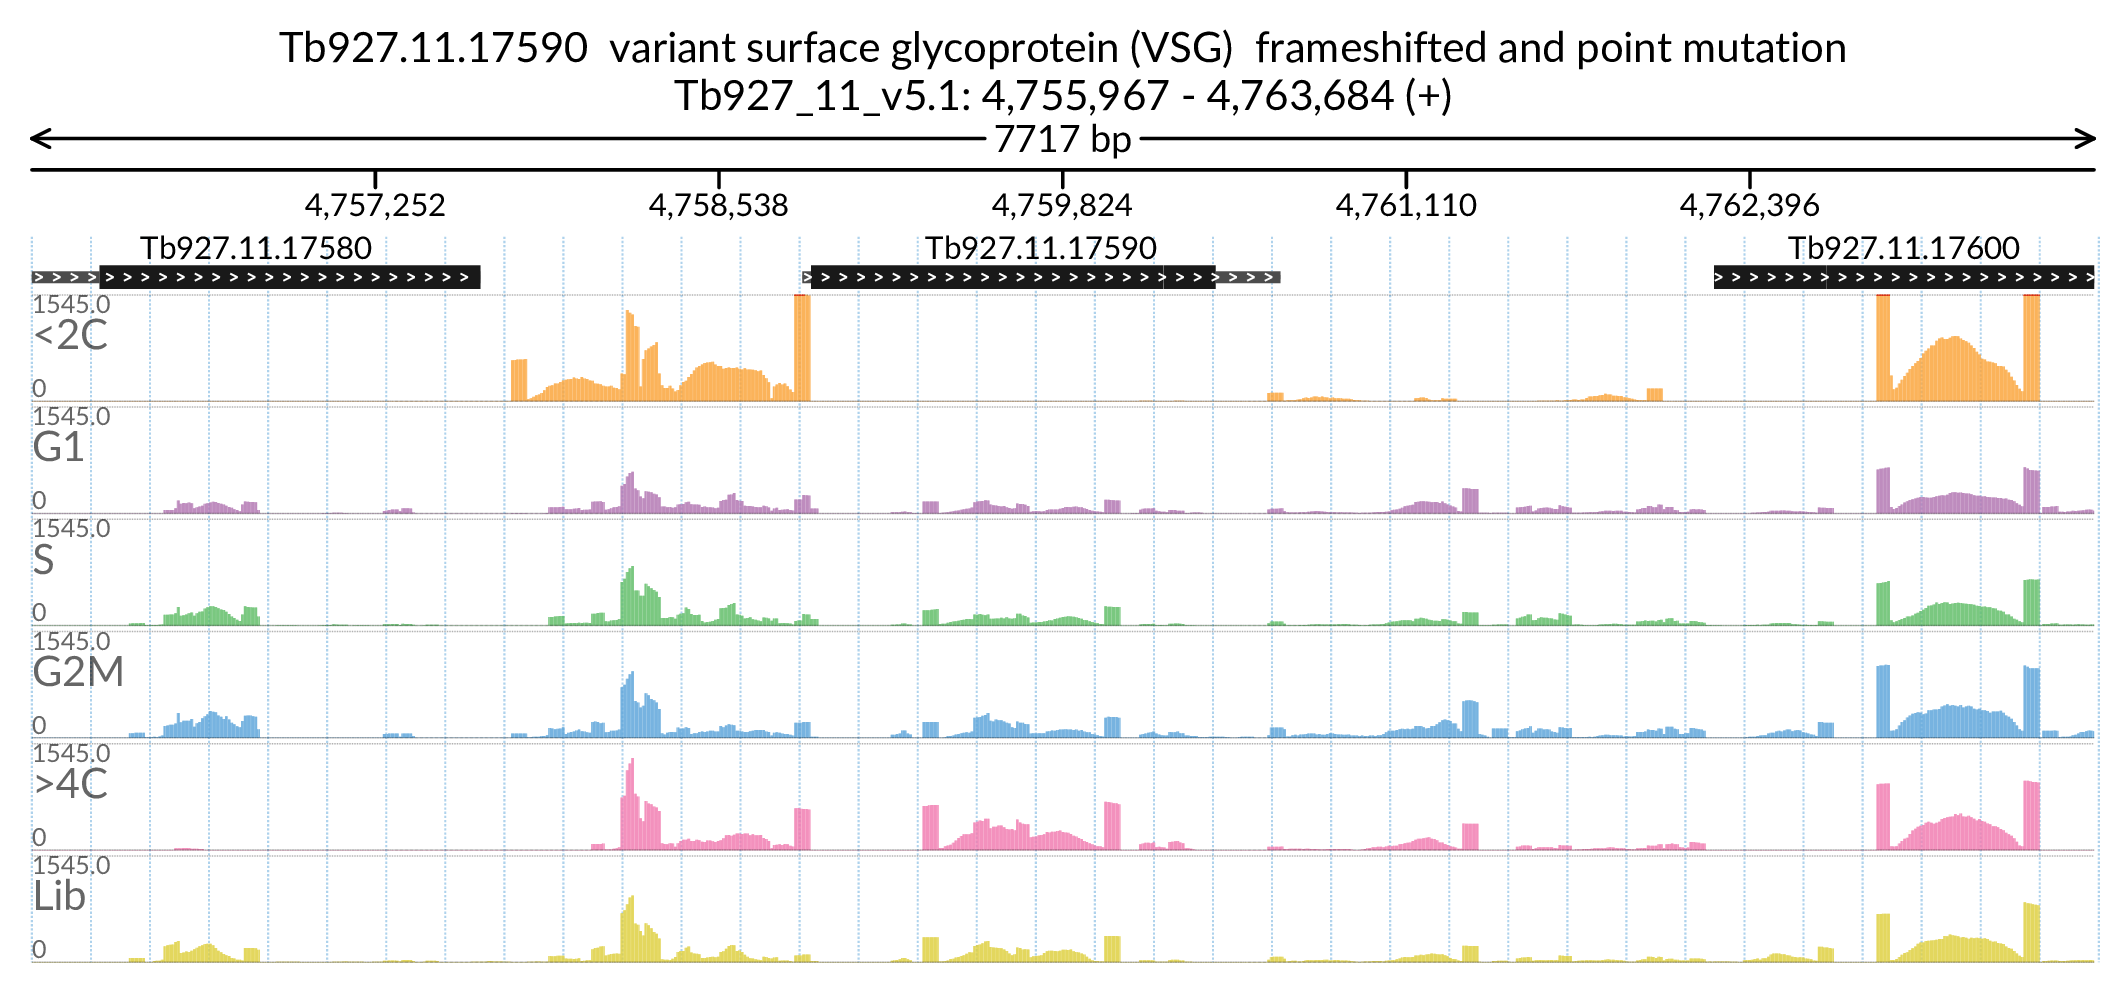 Tb927.11.17590  variant surface glycoprotein (VSG)  frameshifted and point mutation
Tb927_11_v5.1: 4,755,967 - 4,763,684 (+)
7717 bp
4,757,252 4,758,538 4,759,824 4,761,110 4,762,396
Tb927.11.17580 Tb927.11.17590 Tb927.11.17600
1545.0
<2C
0
1545.0
G1
0
1545.0
S
0
1545.0
G2M
0
1545.0
>4C
0
1545.0
Lib
0